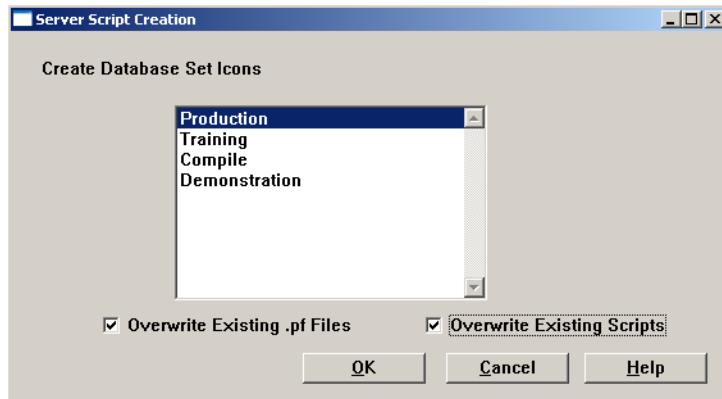 Server Script Creation
Create Database Set Icons
Production
Training
Compile
Demonstration
Overwrite Existing .pf Files
Overwrite Existing Scripts
OK
Cancel
Help